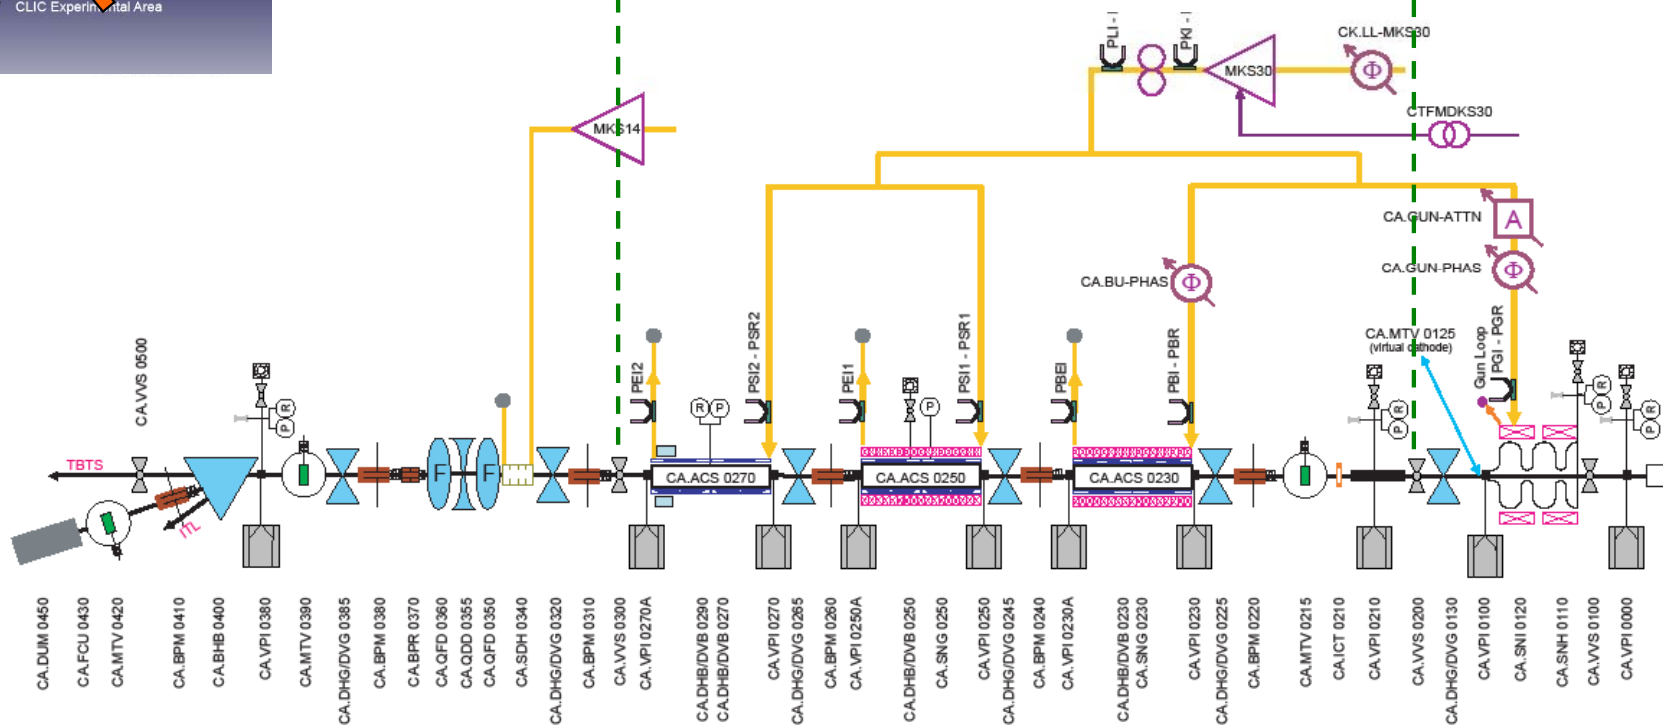 CLIC Experimental Area
PLI - I
PKI - I
CK.LL-MKS30
MKS30
Φ
CTFMDKS30
MKS14
CA.GUN-ATTN
A
CA.GUN-PHAS
Φ
CA.BU-PHAS
Φ
CA.MTV 0125
(virtual cathode)
Gun Loop
PGI - PGR
CA.VVS 0500
PEI2
PSI2 - PSR2
PEI1
PSI1 - PSR1
PBEI
PBI - PBR
R
P
R
P
P
R
P
R
P
R
P
TBTS
ITL
F
F
CA.ACS 0270
CA.ACS 0250
CA.ACS 0230
CA.DUM 0450
CA.FCU 0430
CA.MTV 0420
CA.BPM 0410
CA.BHB 0400
CA.VPI 0380
CA.MTV 0390
CA.DHG/DVG 0385
CA.BPM 0380
CA.BPR 0370
CA.QFD 0360
CA.QDD 0355
CA.QFD 0350
CA.SDH 0340
CA.DHG/DVG 0320
CA.BPM 0310
CA.VVS 0300
CA.VPI 0270A
CA.DHB/DVB 0290
CA.DHB/DVB 0270
CA.VPI 0270
CA.DHG/DVG 0265
CA.BPM 0260
CA.VPI 0250A
CA.DHB/DVB 0250
CA.SNG 0250
CA.VPI 0250
CA.DHG/DVG 0245
CA.BPM 0240
CA.VPI 0230A
CA.DHB/DVB 0230
CA.SNG 0230
CA.VPI 0230
CA.DHG/DVG 0225
CA.BPM 0220
CA.MTV 0215
CA.ICT 0210
CA.VPI 0210
CA.VVS 0200
CA.DHG/DVG 0130
CA.VPI 0100
CA.SNI 0120
CA.SNH 0110
CA.VVS 0100
CA.VPI 0000